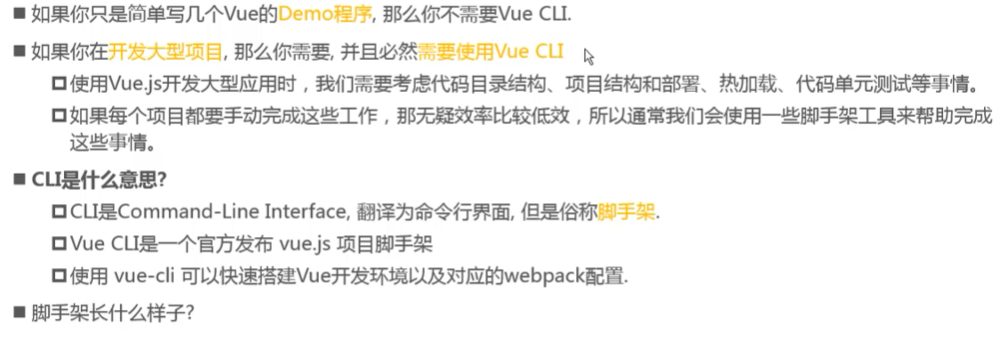 ■ 如果你只是简单写几个Vue的Demo程序, 那么你不需要Vue CLI.
■ 如果你在开发大型项目, 那么你需要, 并且必然需要使用Vue CLI
使用Vue.js开发大型应用时，我们需要考虑代码目录结构、项目结构和部署、热加载、代码单元测试等事情。
如果每个项目都要手动完成这些工作，那无疑效率比较低效，所以通常我们会使用一些脚手架工具来帮助完成
这些事情。
■ CLI是什么意思?
CLI是Command-Line Interface, 翻译为命令行界面, 但是俗称脚手架.
Vue CLI是一个官方发布 vue.js 项目脚手架
使用 vue-cli 可以快速搭建Vue开发环境以及对应的webpack配置.
■ 脚手架长什么样子?